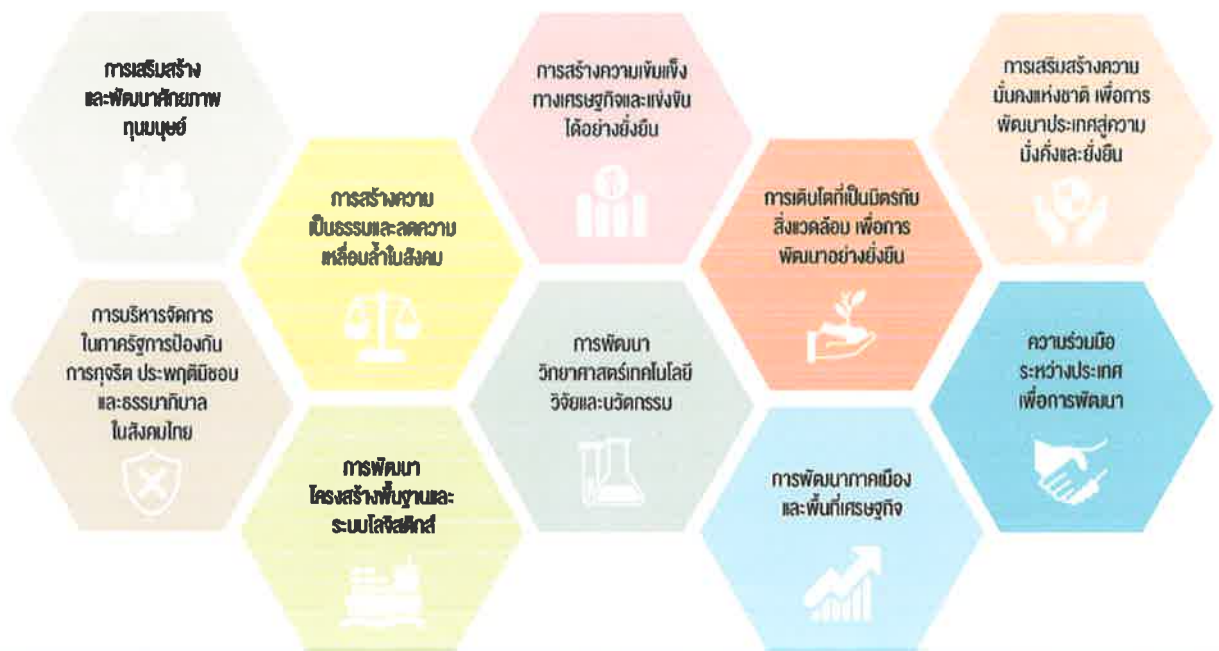 การเสริมสร้าง
และพัฒนาศักยภาพ
ทุนมนุษย์
การสร้างความ
เป็นธรรมและลดความ
เหลื่อมล้ำในสังคม
การสร้างความเข้มแข็ง
ทางเศรษฐกิจและแข่งขัน
ได้อย่างยั่งยืน
การเติบโตที่เป็นมิตรกับ
สิ่งแวดล้อม เพื่อการ
พัฒนาอย่างยั่งยืน
การเสริมสร้างความ
มั่นคงแห่งชาติ เพื่อการ
พัฒนาประเทศสู่ความ
มั่งคั่งและยั่งยืน
การบริหารจัดการ
ในภาครัฐการป้องกัน
การทุจริต ประพฤติมิชอบ
และธรรมาภิบาล
ในสังคมไทย
การพัฒนา
โครงสร้างพื้นฐานและ
ระบบโลจิสติกส์
การพัฒนา
วิทยาศาสตร์เทคโนโลยี
วิจัยและนวัตกรรม
การพัฒนาภาคเมือง
และพื้นที่เศรษฐกิจ
ความร่วมมือ
ระหว่างประเทศ
เพื่อการพัฒนา